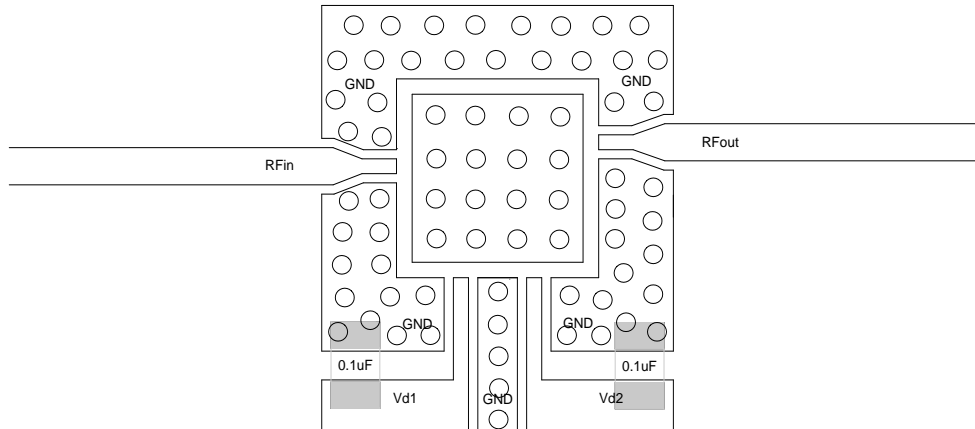 GND
GND
RFin
RFout
GND
GND
0.1uF
0.1uF
Vd1
GND
Vd2